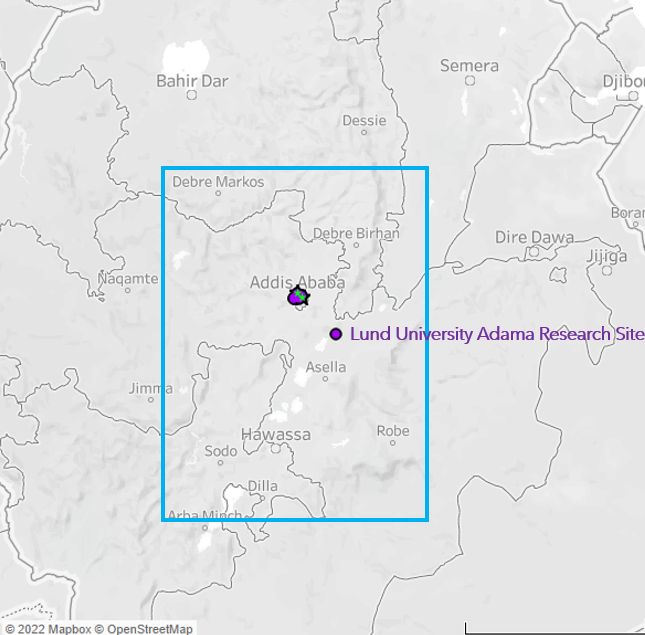 Bahir Dar
Semera
Djibou
Dessie
Debre Markos
Boran
Debre Birhan
Dire Dawa
Jijiga
Naqamte
Addis Ababa
Lund University Adama Research Site
Asella
Jimma
Hawassa
Robe
Sodo
Dilla
Arba Minch
© 2022 Mapbox © OpenStreetMap